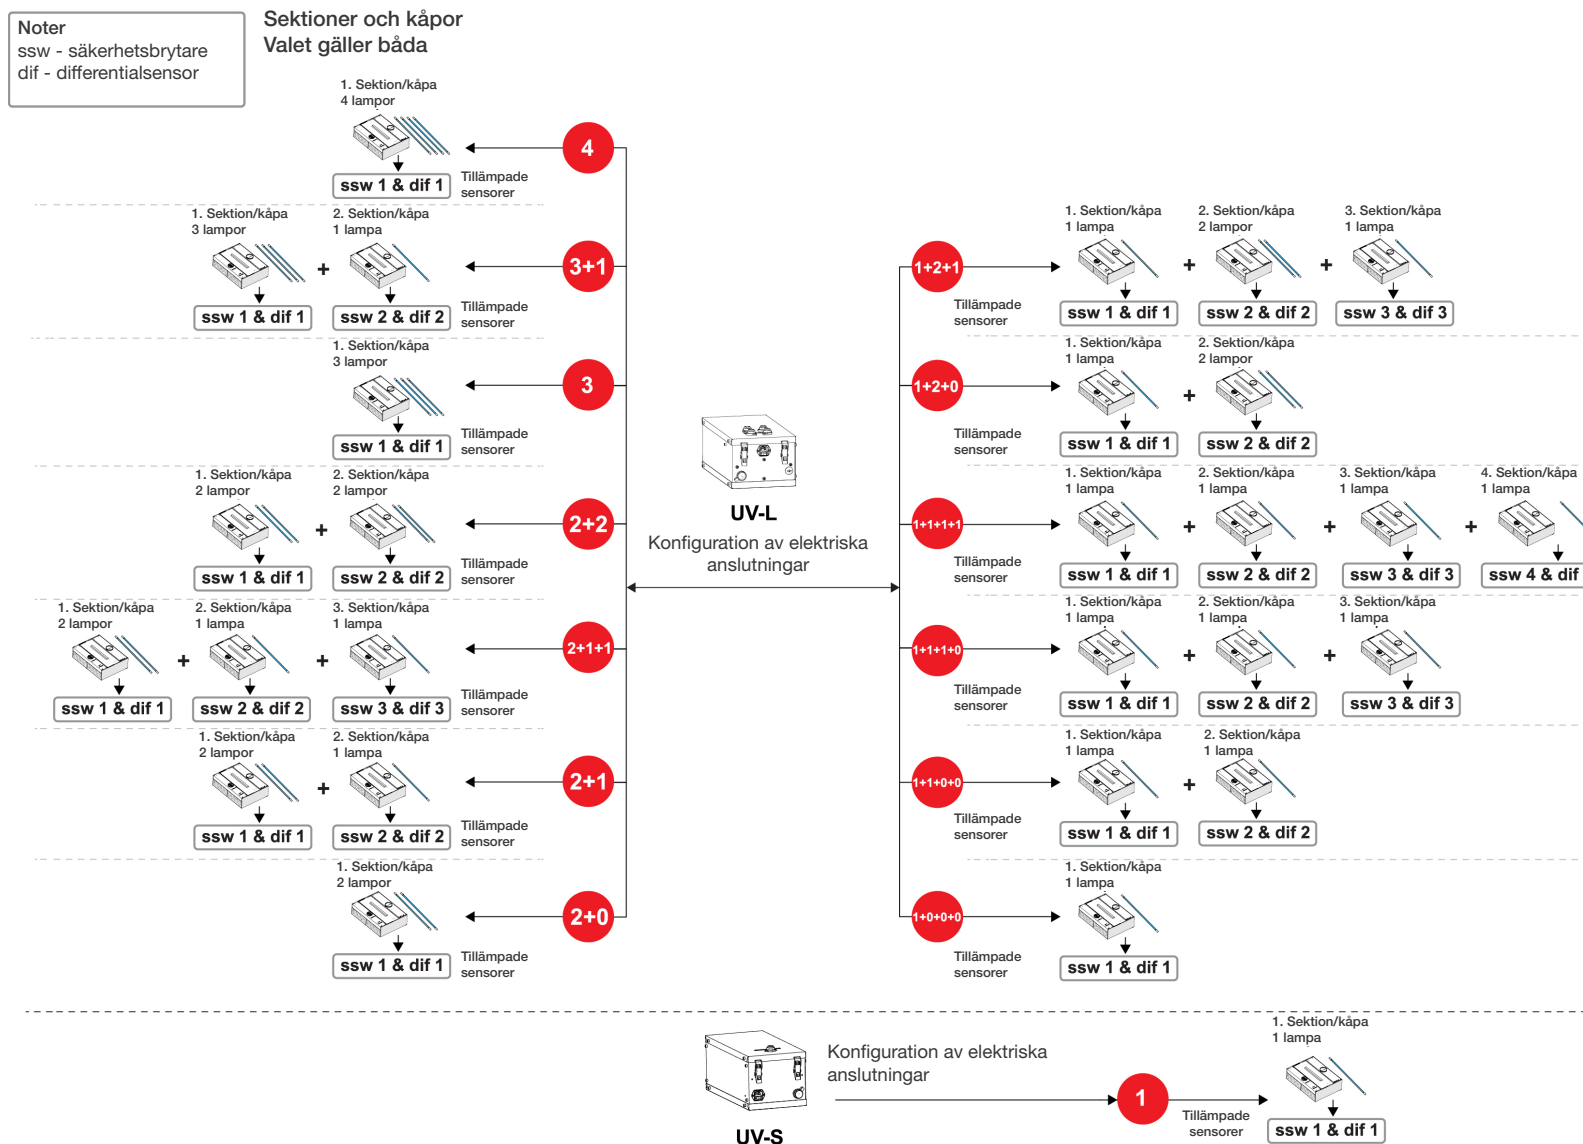 Noter
ssw - säkerhetsbrytare
dif - differentialsensor
Sektioner och kåpor
Valet gäller båda
1. Sektion/kåpa
4 lampor
4
ssw 1 & dif 1
Tillämpade
sensorer
1. Sektion/kåpa
3 lampor
2. Sektion/kåpa
1 lampa
+
3+1
ssw 1 & dif 1
ssw 2 & dif 2
Tillämpade
sensorer
1. Sektion/kåpa
3 lampor
3
ssw 1 & dif 1
Tillämpade
sensorer
1. Sektion/kåpa
2 lampor
2. Sektion/kåpa
2 lampor
+
2+2
ssw 1 & dif 1
ssw 2 & dif 2
Tillämpade
sensorer
1. Sektion/kåpa
2 lampor
2. Sektion/kåpa
1 lampa
3. Sektion/kåpa
1 lampa
+
+
2+1+1
ssw 1 & dif 1
ssw 2 & dif 2
ssw 3 & dif 3
Tillämpade
sensorer
1. Sektion/kåpa
2 lampor
2. Sektion/kåpa
1 lampa
+
2+1
ssw 1 & dif 1
ssw 2 & dif 2
Tillämpade
sensorer
1. Sektion/kåpa
2 lampor
2+0
ssw 1 & dif 1
Tillämpade
sensorer
UV-L
Konfiguration av elektriska
anslutningar
1. Sektion/kåpa
1 lampa
2. Sektion/kåpa
2 lampor
3. Sektion/kåpa
1 lampa
1+2+1
+
+
Tillämpade
sensorer
ssw 1 & dif 1
ssw 2 & dif 2
ssw 3 & dif 3
1. Sektion/kåpa
1 lampa
2. Sektion/kåpa
2 lampor
1+2+0
+
Tillämpade
sensorer
ssw 1 & dif 1
ssw 2 & dif 2
1. Sektion/kåpa
1 lampa
2. Sektion/kåpa
1 lampa
3. Sektion/kåpa
1 lampa
4. Sektion/kåpa
1 lampa
1+1+1+1
+
+
+
Tillämpade
sensorer
ssw 1 & dif 1
ssw 2 & dif 2
ssw 3 & dif 3
ssw 4 & dif
1. Sektion/kåpa
1 lampa
2. Sektion/kåpa
1 lampa
3. Sektion/kåpa
1 lampa
1+1+1+0
+
+
Tillämpade
sensorer
ssw 1 & dif 1
ssw 2 & dif 2
ssw 3 & dif 3
1. Sektion/kåpa
1 lampa
2. Sektion/kåpa
1 lampa
1+1+0+0
+
Tillämpade
sensorer
ssw 1 & dif 1
ssw 2 & dif 2
1. Sektion/kåpa
1 lampa
1+0+0+0
Tillämpade
sensorer
ssw 1 & dif 1
UV-S
Konfiguration av elektriska
anslutningar
1
Tillämpade
sensorer
1. Sektion/kåpa
1 lampa
ssw 1 & dif 1